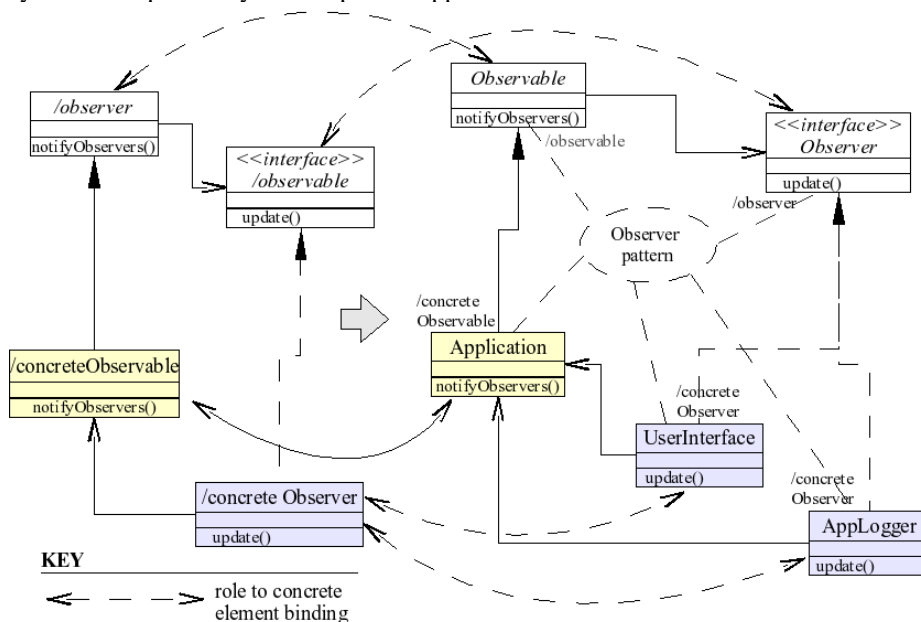 /observer
notifyObservers()
<<interface>>
/observable
update()
Observable
notifyObservers()
/observable
<<interface>>
Observer
update()
/observer
Observer
pattern
/concrete
Observable
/concreteObservable
notifyObservers()
Application
notifyObservers()
/concrete
Observer
UserInterface
update()
/concrete Observer
update()
/concrete
Observer
AppLogger
update()
KEY
role to concrete
element binding